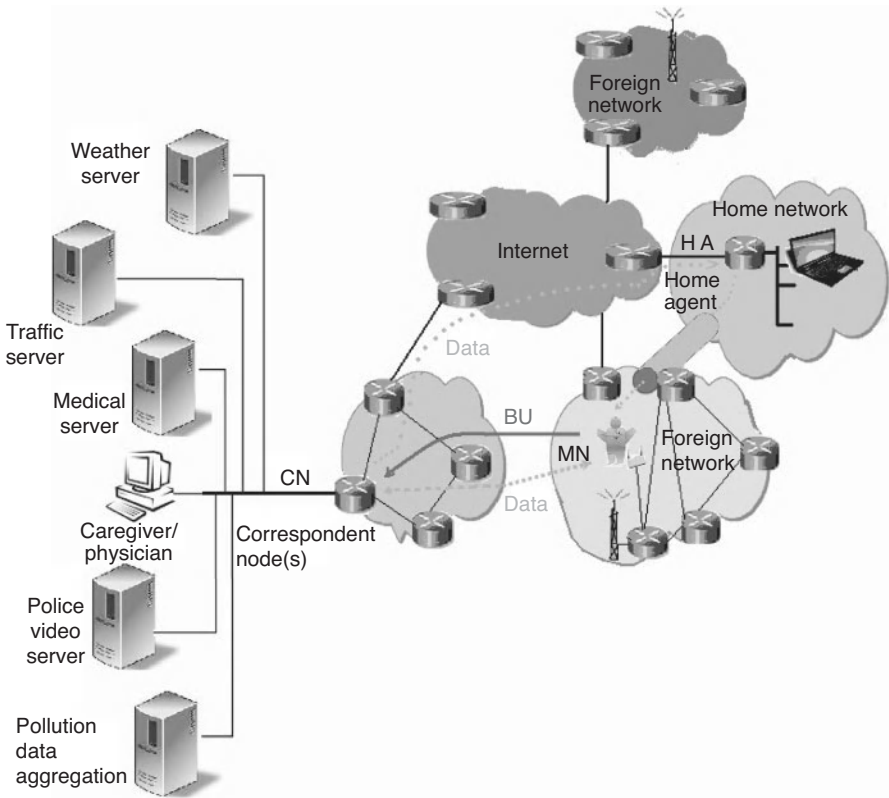 Foreign
network
Weather
server
Home network
Internet
H A
Home
agent
Traffic
server
Data
Medical
server
BU
MN
Foreign
network
CN
Data
Caregiver/
physician
Correspondent
node(s)
Police
video
server
Pollution
data
aggregation